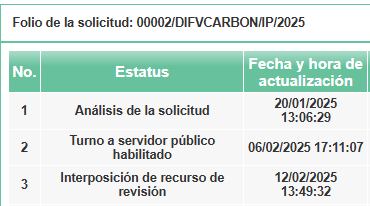 Folio de la solicitud: 00002/DIFVCARBON/IP/2025
No. Estatus Fecha y hora de
actualización
1 Análisis de la solicitud 20/01/2025
13:06:29
2 Turno a servidor público
habilitado 06/02/2025 17:11:07
3 Interposición de recurso de
revisión 12/02/2025
13:49:32